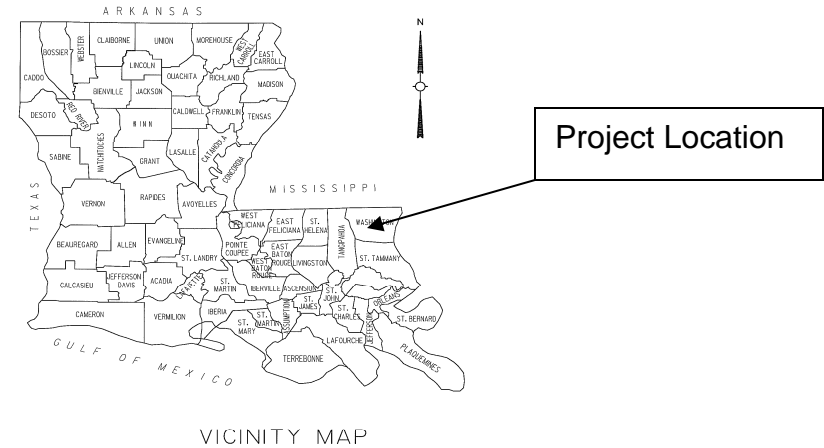 ARKANSAS
N
CLAIBORNE
UNION
MOREHOUSE
WEST
CARROLL
EAST
CARROLL
BOSSIER
WEBSTER
LINCOLN
CADDO
OUACHITA
RICHLAND
MADISON
BIENVILLE
JACKSON
DESOTO
RED RIVER
CALDWELL
FRANKLIN
TENSAS
WINN
Project Location
NATCHITOCHES
SABINE
GRANT
LASALLE
CATAHOULA
CONCORDIA
MISSISSIPPI
TEXAS
VERNON
RAPIDES
AVOYELLES
WEST
FELICIANA
EAST
FELICIANA
ST.
HELENA
TANGIPAHOA
WASHINGTON
BEAUREGARD
ALLEN
EVANGELINE
ST. LANDRY
POINTE
COUPEE
EAST
BATON
ROUGE
WEST
BATON
ROUGE
LIVINGSTON
ST. TAMMANY
CALCASIEU
JEFFERSON
DAVIS
ACADIA
LAFAYETTE
ST.
MARTIN
IBERVILLE
ASCENSION
ST.
JOHN
ORLEANS
CAMERON
VERMILION
IBERIA
ST.
MARTIN
ST.
MARY
ASSUMPTION
ST.
JAMES
ST.
CHARLES
JEFFERSON
ST. BERNARD
LAFOURCHE
PLAQUEMINES
TERREBONNE
GULF OF MEXICO
VICINITY MAP